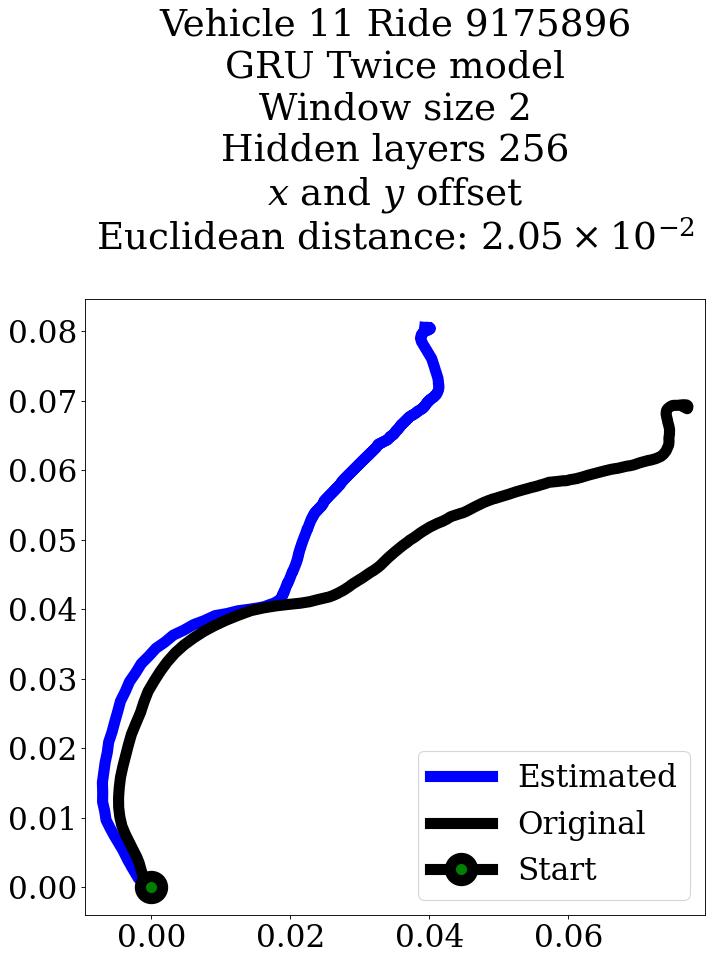 Vehicle 11 Ride 9175896
GRU Twice model
Window size 2
Hidden layers 256
x and y offset
Euclidean distance: 2.05 × 10⁻²
0.08
0.07
0.06
0.05
0.04
0.03
0.02
0.01
0.00
Estimated
Original
Start
0.00 0.02 0.04 0.06